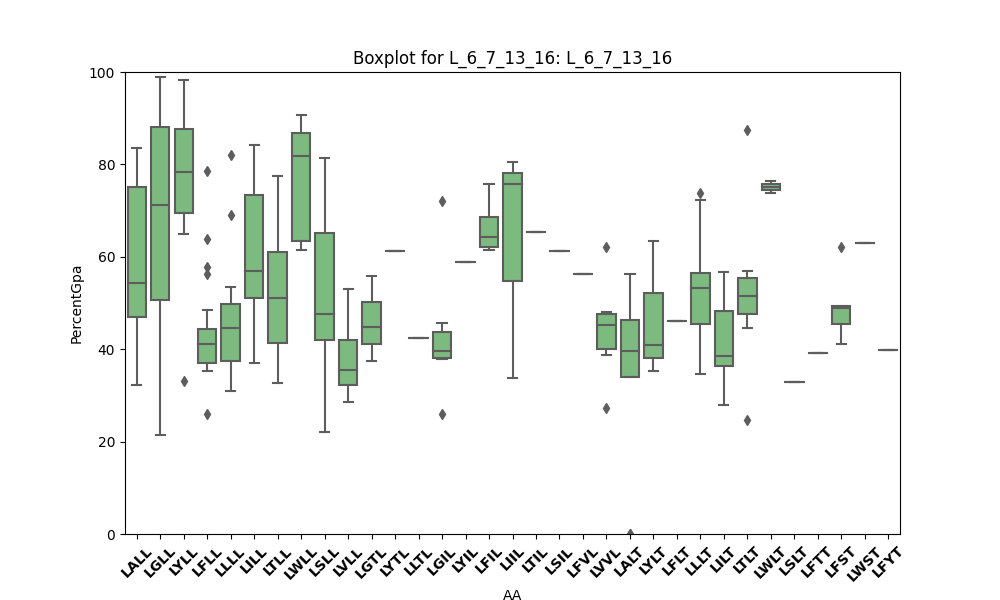 Boxplot for L_6_7_13_16: L_6_7_13_16
100
80
60
40
20
0
PercentGpa
LALL LGLL LYLL LFLL LLLL LILL LTLL LWLL LSLL LVLL LGTL LYTL LLTL LGIL LYIL LFIL LIIL LTIL LSIL LFVL LVVL LALT LYLT LFLT LLLT LILT LTLT LWLT LSLT LFTT LFST LWST LFYT
AA